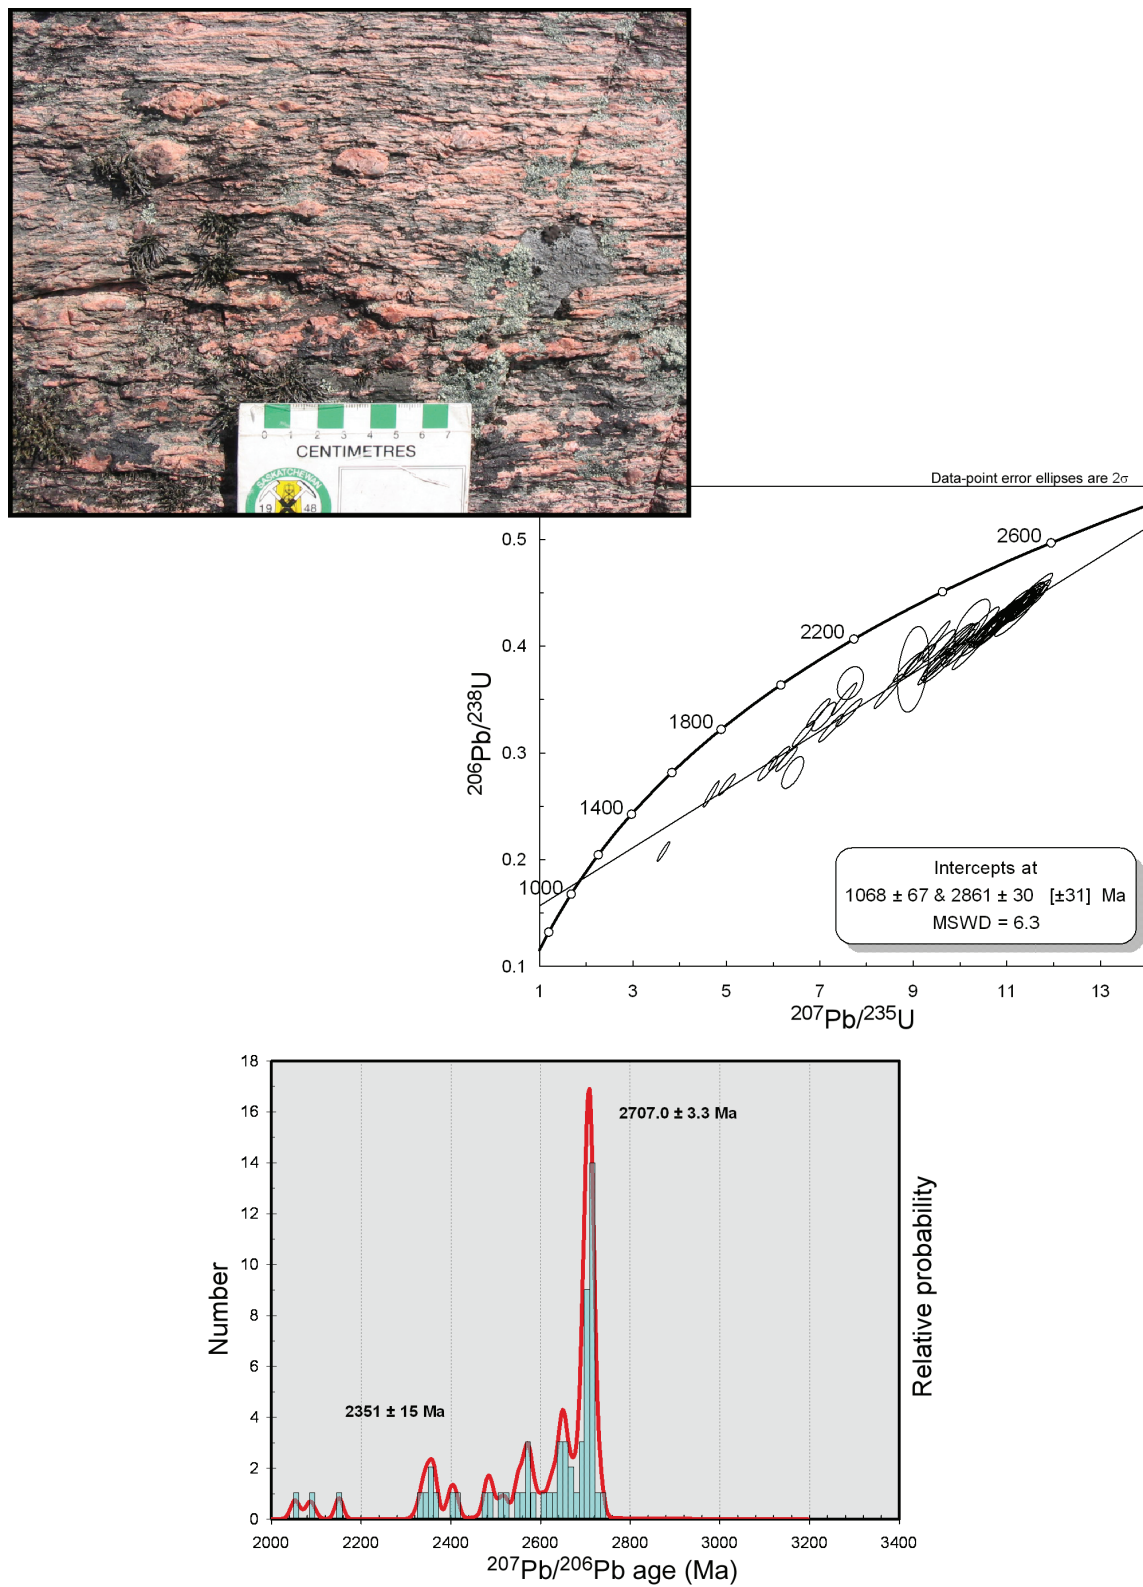 0 1 2 3 4 5 6 7
CENTIMETRES
SASKATCHEWAN
19 48
Data-point error ellipses are 2σ
2600
0.5
2200
0.4
1800
0.3
1400
0.2
1000
0.1
206Pb/238U
Intercepts at
1068 ± 67 & 2861 ± 30 [±31] Ma
MSWD = 6.3
1 3 5 7 9 11 13
207Pb/235U
18
16
14
12
10
8
6
4
2
0
Number
2707.0 ± 3.3 Ma
2351 ± 15 Ma
Relative probability
2000 2200 2400 2600 2800 3000 3200 3400
207Pb/206Pb age (Ma)